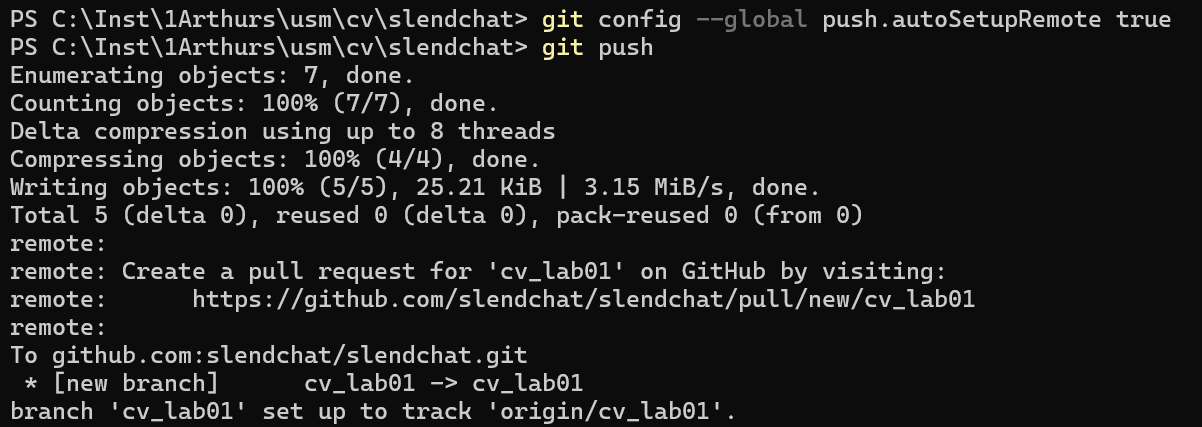 PS C:\Inst\1Arthurs\usm\cv\slendchat> git config --global push.autoSetupRemote true
PS C:\Inst\1Arthurs\usm\cv\slendchat> git push
Enumerating objects: 7, done.
Counting objects: 100% (7/7), done.
Delta compression using up to 8 threads
Compressing objects: 100% (4/4), done.
Writing objects: 100% (5/5), 25.21 KiB | 3.15 MiB/s, done.
Total 5 (delta 0), reused 0 (delta 0), pack-reused 0 (from 0)
remote:
remote: Create a pull request for 'cv_lab01' on GitHub by visiting:
remote:      https://github.com/slendchat/slendchat/pull/new/cv_lab01
remote:
To github.com:slendchat/slendchat.git
 * [new branch]      cv_lab01 -> cv_lab01
branch 'cv_lab01' set up to track 'origin/cv_lab01'.